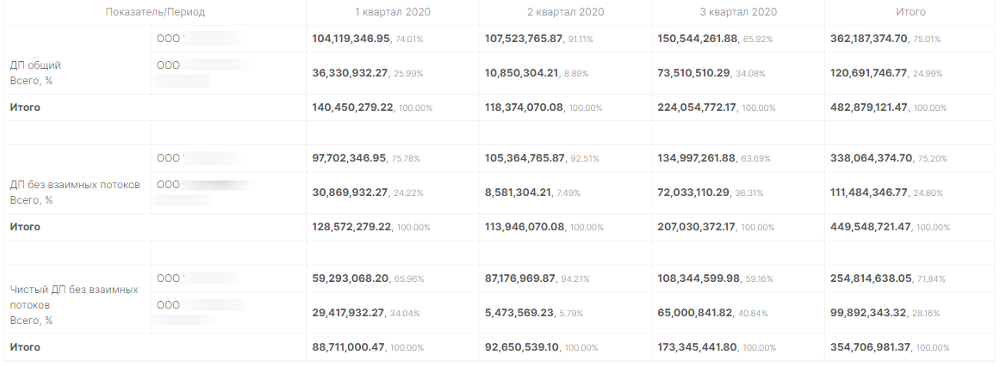 Показатель/Период 1 квартал 2020 2 квартал 2020 3 квартал 2020 Итого
ООО 104,119,346.95, 74.01% 107,523,765.87, 91.11% 150,544,261.88, 65.92% 362,187,374.70, 75.01%
ДП общий
Всего, %
ООО 36,330,932.27, 25.99% 10,850,304.21, 8.89% 73,510,510.29, 34.08% 120,691,746.77, 24.99%
Итого 140,450,279.22, 100.00% 118,374,070.08, 100.00% 224,054,772.17, 100.00% 482,879,121.47, 100.00%
ООО 97,702,346.95, 75.78% 105,364,765.87, 92.51% 134,997,261.88, 63.69% 338,064,374.70, 75.20%
ДП без взаимных потоков
Всего, %
ООО 30,869,932.27, 24.22% 8,581,304.21, 7.49% 72,033,110.29, 36.31% 111,484,346.77, 24.80%
Итого 128,572,279.22, 100.00% 113,946,070.08, 100.00% 207,030,372.17, 100.00% 449,548,721.47, 100.00%
ООО 59,293,068.20, 65.96% 87,176,969.87, 94.21% 108,344,599.98, 59.16% 254,814,638.05, 71.84%
Чистый ДП без взаимных
потоков
Всего, %
ООО 29,417,932.27, 34.04% 5,473,569.23, 5.79% 65,000,841.82, 40.84% 99,892,343.32, 28.16%
Итого 88,711,000.47, 100.00% 92,650,539.10, 100.00% 173,345,441.80, 100.00% 354,706,981.37, 100.00%